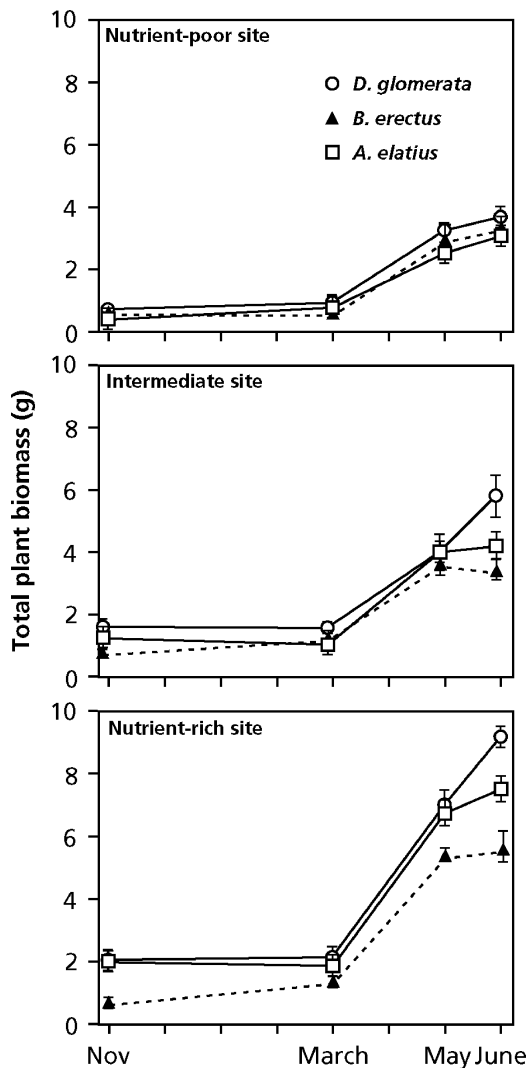 10
Nutrient-poor site
D. glomerata
8
B. erectus
6
A. elatius
4
2
0
10
Intermediate site
8
6
4
2
0
Total plant biomass (g)
10
Nutrient-rich site
8
6
4
2
0
Nov March May June